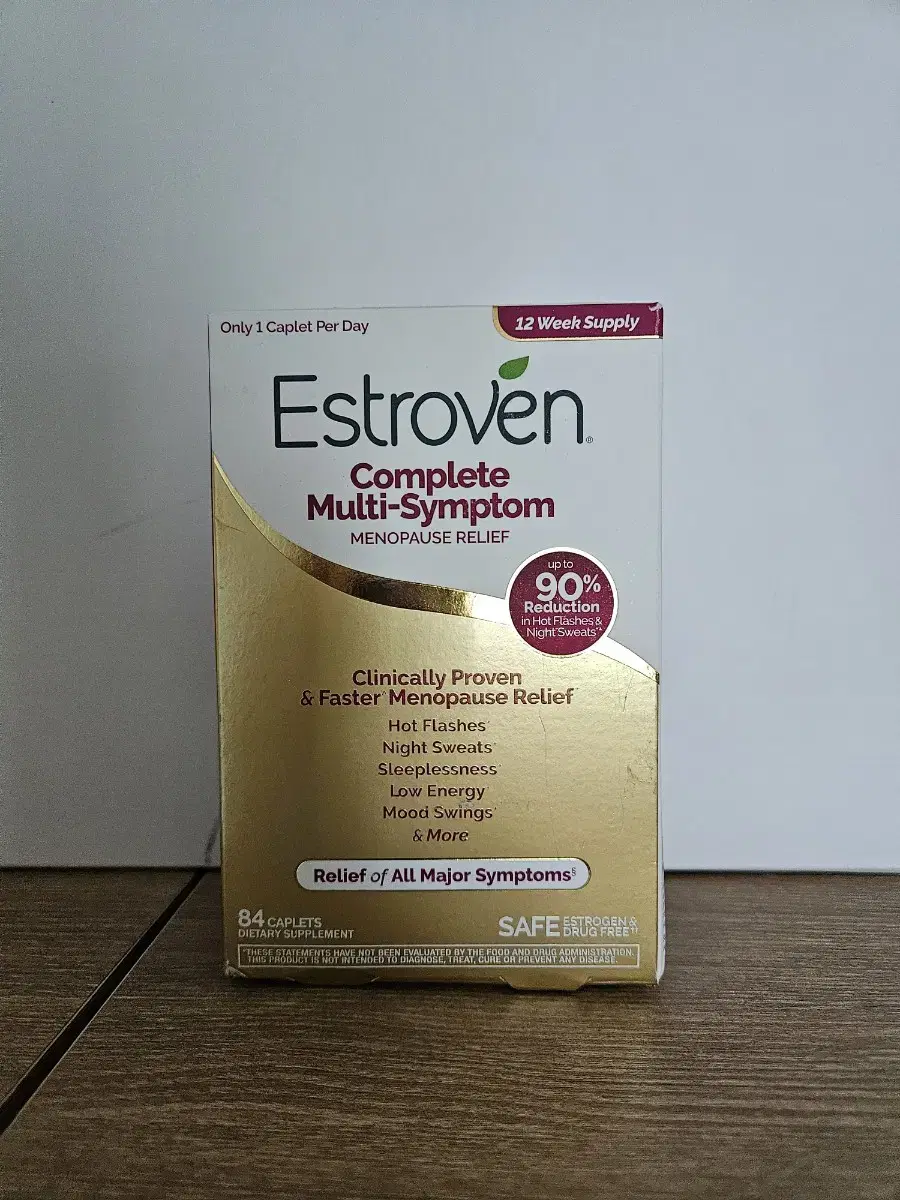 Only 1 Caplet Per Day
12 Week Supply
Estroven®
Complete
Multi-Symptom
MENOPAUSE RELIEF
up to
90%
Reduction
in Hot Flashes &
Night Sweats*†
Clinically Proven
& Faster^ Menopause Relief*
Hot Flashes*
Night Sweats*
Sleeplessness*
Low Energy*
Mood Swings*
& More
Relief of All Major Symptoms§
84 CAPLETS
DIETARY SUPPLEMENT
SAFE ESTROGEN &
DRUG FREE††
*THESE STATEMENTS HAVE NOT BEEN EVALUATED BY THE FOOD AND DRUG ADMINISTRATION.
THIS PRODUCT IS NOT INTENDED TO DIAGNOSE, TREAT, CURE OR PREVENT ANY DISEASE.